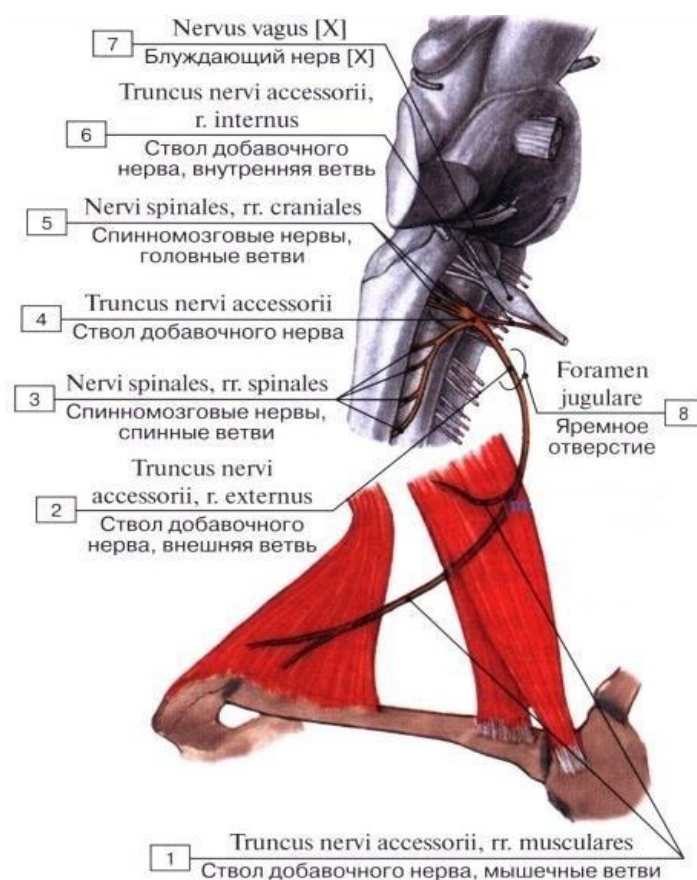 7
Nervus vagus [X]
Блуждающий нерв [X]
6
Truncus nervi accessorii,
r. internus
Ствол добавочного
нерва, внутренняя ветвь
5
Nervi spinales, rr. craniales
Спинномозговые нервы,
головные ветви
4
Truncus nervi accessorii
Ствол добавочного нерва
3
Nervi spinales, rr. spinales
Спинномозговые нервы,
спинные ветви
Foramen
jugulare
8
Яремное
отверстие
2
Truncus nervi
accessorii, r. externus
Ствол добавочного
нерва, внешняя ветвь
1
Truncus nervi accessorii, rr. musculares
Ствол добавочного нерва, мышечные ветви